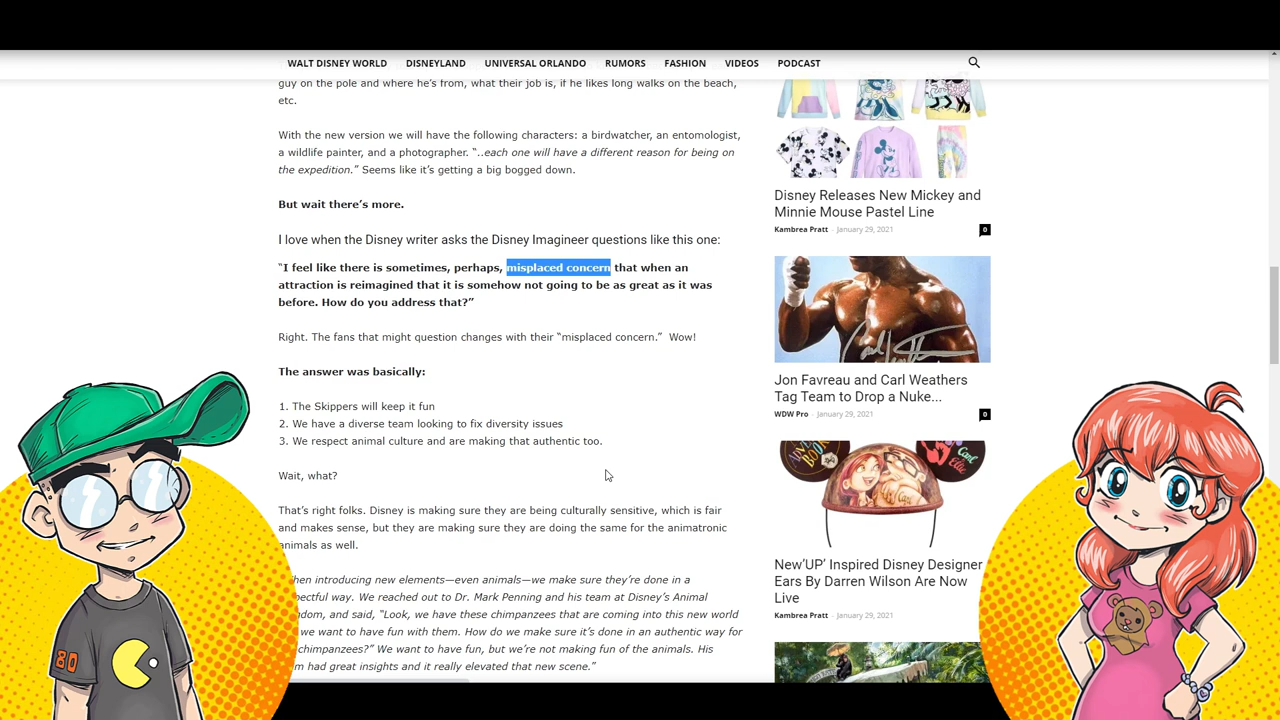 WALT DISNEY WORLD DISNEYLAND UNIVERSAL ORLANDO RUMORS FASHION VIDEOS PODCAST
guy on the pole and where he's from, what their job is, if he likes long walks on the beach,
etc.
With the new version we will have the following characters: a birdwatcher, an entomologist,
a wildlife painter, and a photographer. “..each one will have a different reason for being on
the expedition.” Seems like it’s getting a big bogged down.
But wait there’s more.
I love when the Disney writer asks the Disney Imagineer questions like this one:
“I feel like there is sometimes, perhaps, misplaced concern that when an
attraction is reimagined that it is somehow not going to be as great as it was
before. How do you address that?”
Right. The fans that might question changes with their “misplaced concern.” Wow!
The answer was basically:
1. The Skippers will keep it fun
2. We have a diverse team looking to fix diversity issues
3. We respect animal culture and are making that authentic too.
Wait, what?
That’s right folks. Disney is making sure they are being culturally sensitive, which is fair
and makes sense, but they are making sure they are doing the same for the animatronic
animals as well.
hen introducing new elements—even animals—we make sure they’re done in a
pectful way. We reached out to Dr. Mark Penning and his team at Disney’s Animal
dom, and said, “Look, we have these chimpanzees that are coming into this new world
we want to have fun with them. How do we make sure it’s done in an authentic way for
chimpanzees?” We want to have fun, but we’re not making fun of the animals. His
m had great insights and it really elevated that new scene.”
Disney Releases New Mickey and
Minnie Mouse Pastel Line
Kambrea Pratt - January 29, 2021 0
Jon Favreau and Carl Weathers
Tag Team to Drop a Nuke...
WDW Pro - January 29, 2021 0
New’UP’ Inspired Disney Designer
Ears By Darren Wilson Are Now
Live
Kambrea Pratt - January 29, 2021
80